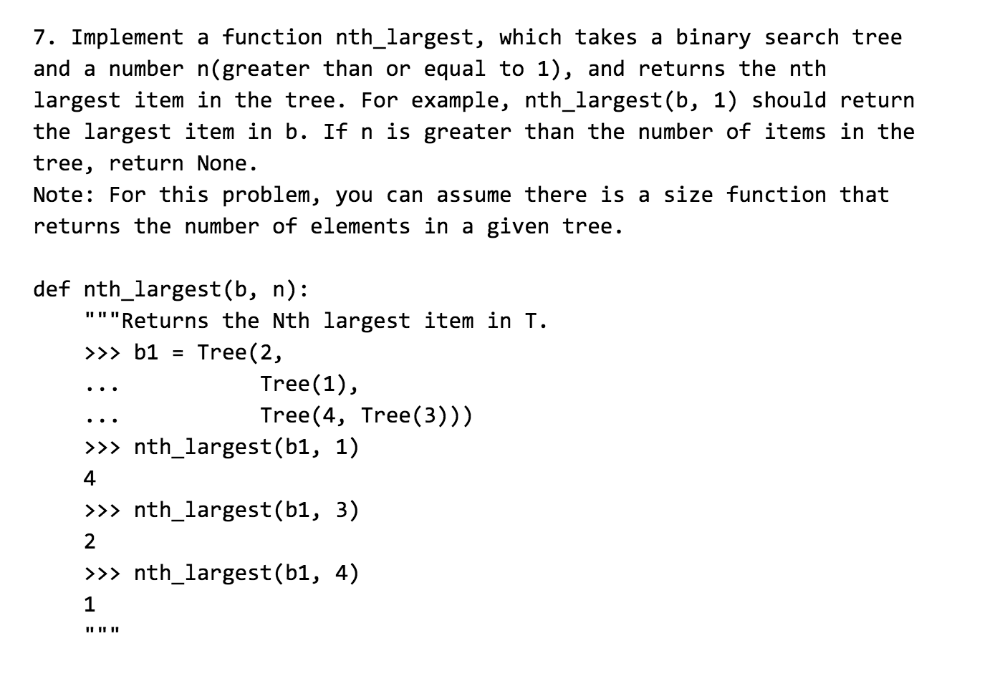 7. Implement a function nth_largest, which takes a binary search tree
and a number n(greater than or equal to 1), and returns the nth
largest item in the tree. For example, nth_largest(b, 1) should return
the largest item in b. If n is greater than the number of items in the
tree, return None.
Note: For this problem, you can assume there is a size function that
returns the number of elements in a given tree.

def nth_largest(b, n):
    """Returns the Nth largest item in T.
    >>> b1 = Tree(2,
    ...           Tree(1),
    ...           Tree(4, Tree(3)))
    >>> nth_largest(b1, 1)
    4
    >>> nth_largest(b1, 3)
    2
    >>> nth_largest(b1, 4)
    1
    """